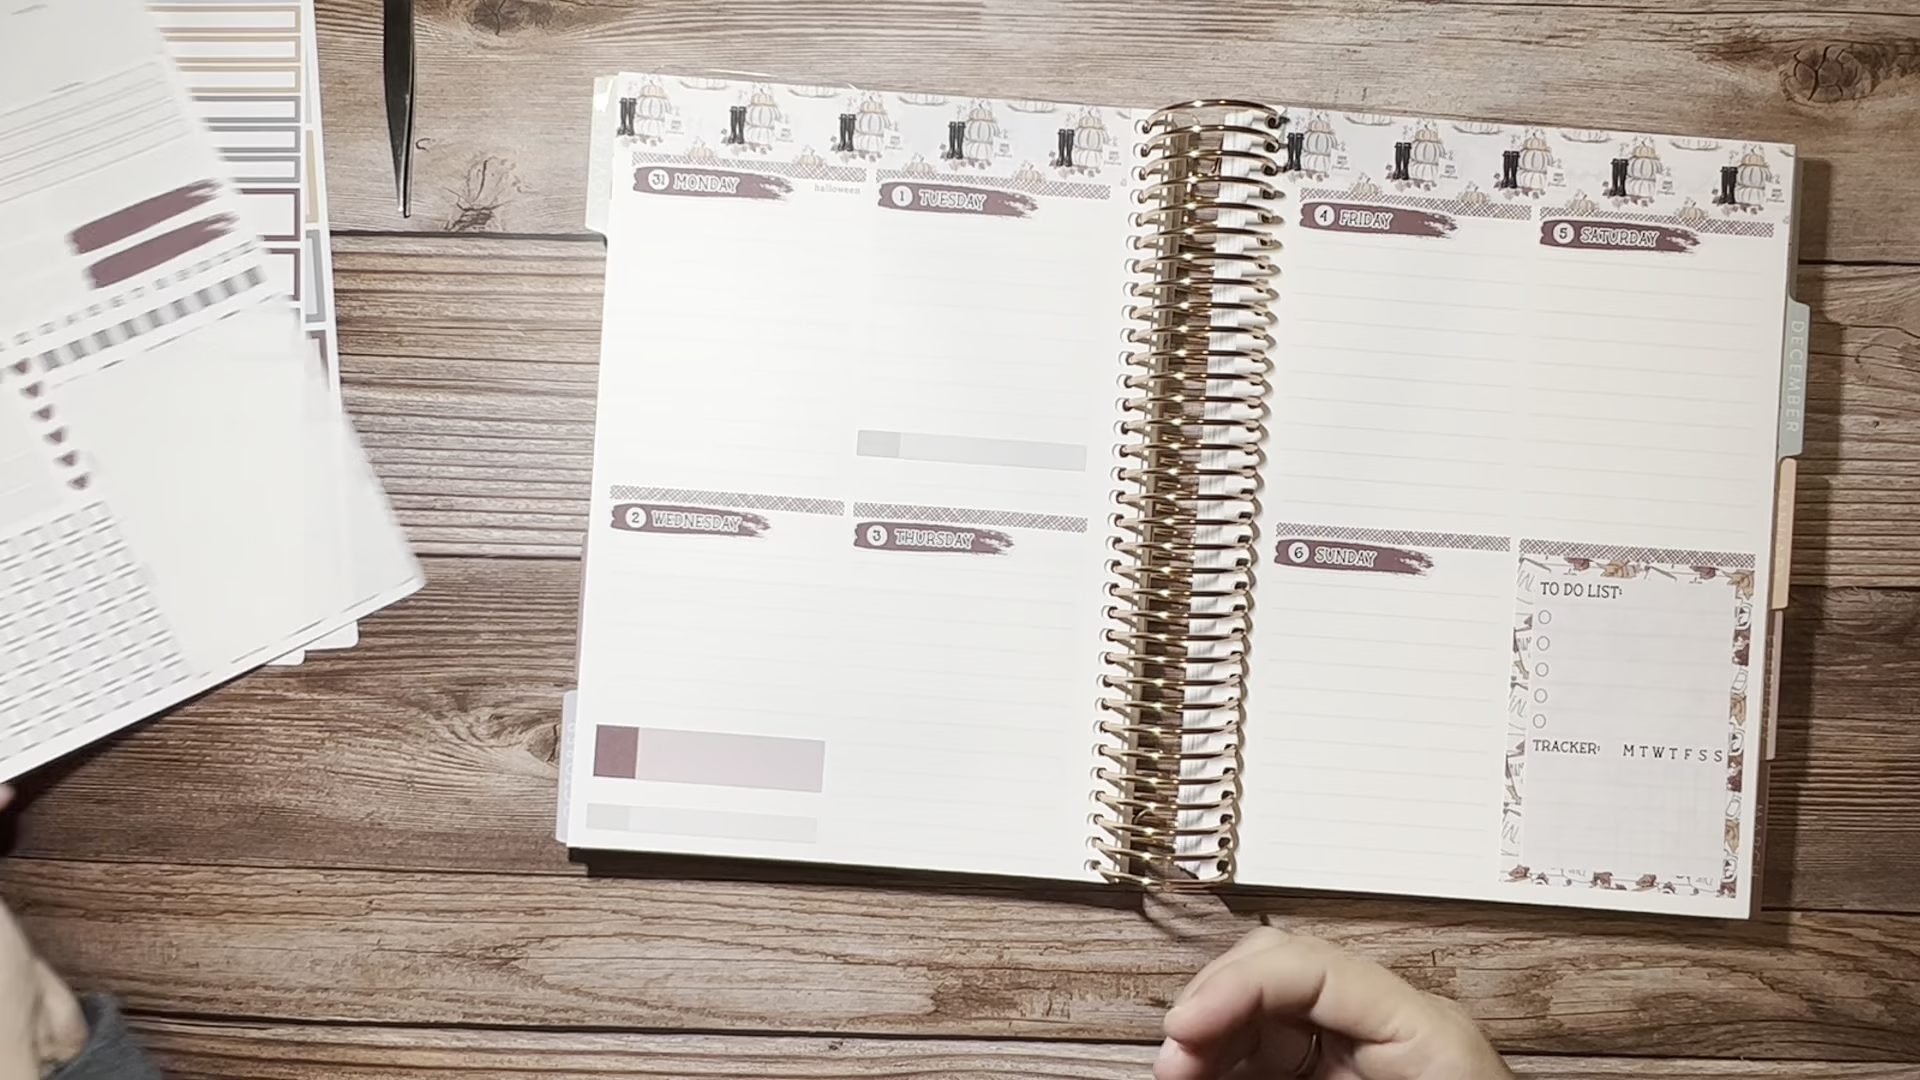 31 MONDAY
halloween
1 TUESDAY
2 WEDNESDAY
3 THURSDAY
4 FRIDAY
5 SATURDAY
6 SUNDAY
TO DO LIST:
TRACKER: M T W T F S S
DECEMBER
OCTOBER